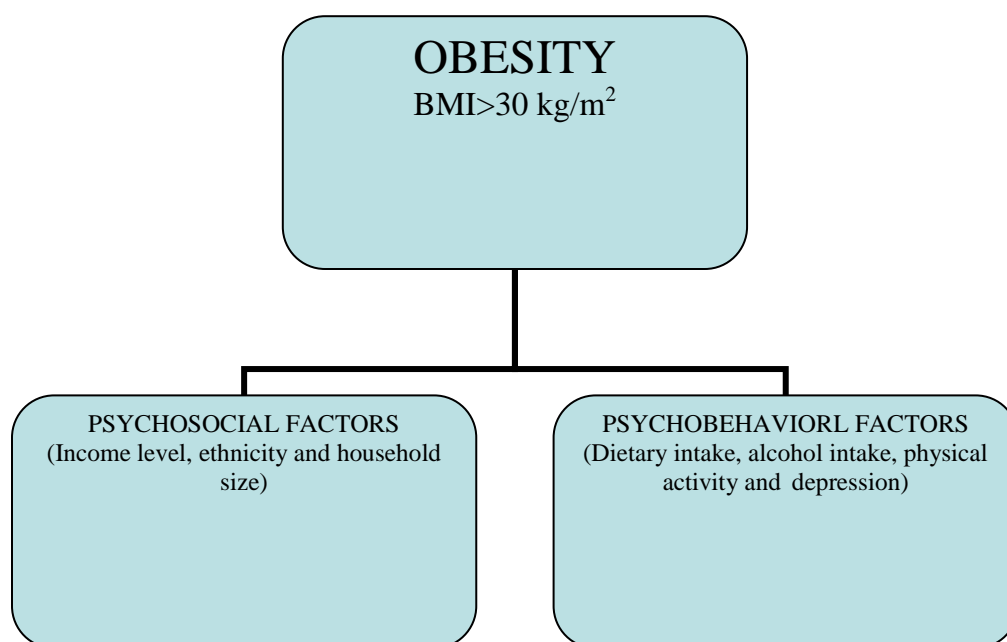 OBESITY
BMI>30 kg/m²
PSYCHOSOCIAL FACTORS
(Income level, ethnicity and household
size)
PSYCHOBEHAVIORL FACTORS
(Dietary intake, alcohol intake, physical
activity and depression)